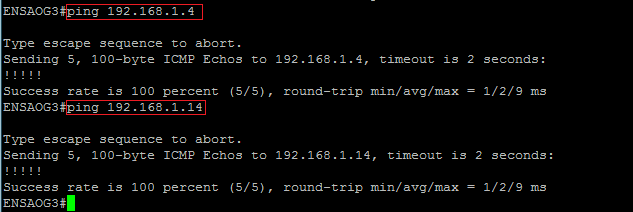 ENSAOG3#ping 192.168.1.4
Type escape sequence to abort.
Sending 5, 100-byte ICMP Echos to 192.168.1.4, timeout is 2 seconds:
!!!!!
Success rate is 100 percent (5/5), round-trip min/avg/max = 1/2/9 ms
ENSAOG3#ping 192.168.1.14
Type escape sequence to abort.
Sending 5, 100-byte ICMP Echos to 192.168.1.14, timeout is 2 seconds:
!!!!!
Success rate is 100 percent (5/5), round-trip min/avg/max = 1/2/9 ms
ENSAOG3#